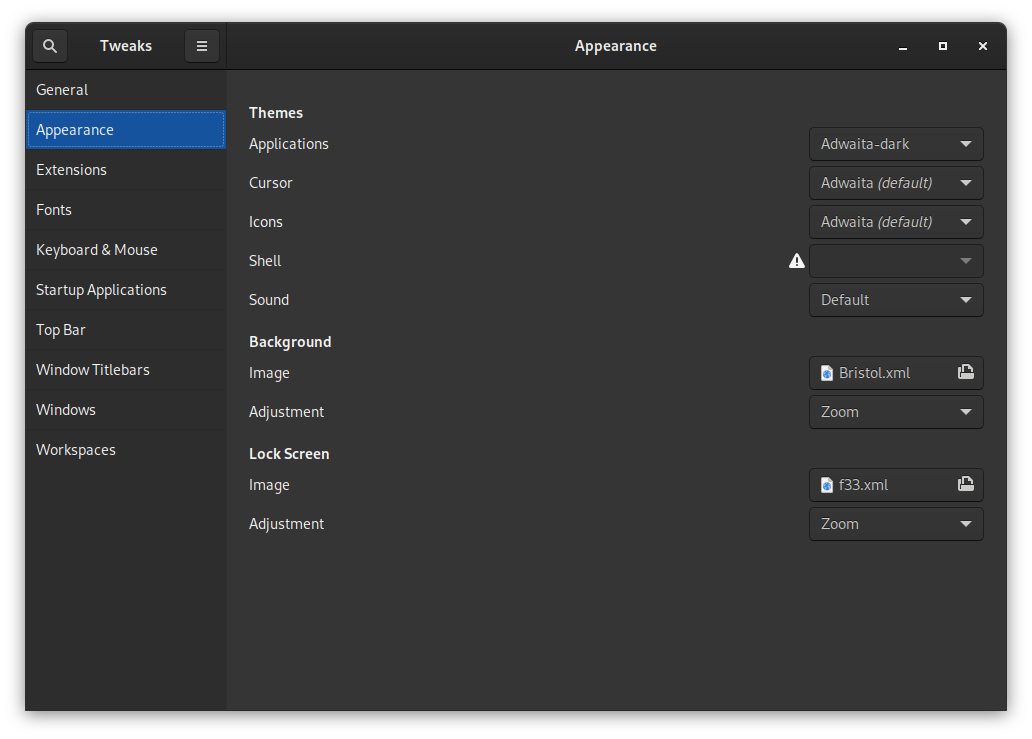 Tweaks
Appearance
General
Appearance
Extensions
Fonts
Keyboard & Mouse
Startup Applications
Top Bar
Window Titlebars
Windows
Workspaces
Themes
Applications Adwaita-dark
Cursor Adwaita (default)
Icons Adwaita (default)
Shell
Sound Default
Background
Image Bristol.xml
Adjustment Zoom
Lock Screen
Image f33.xml
Adjustment Zoom